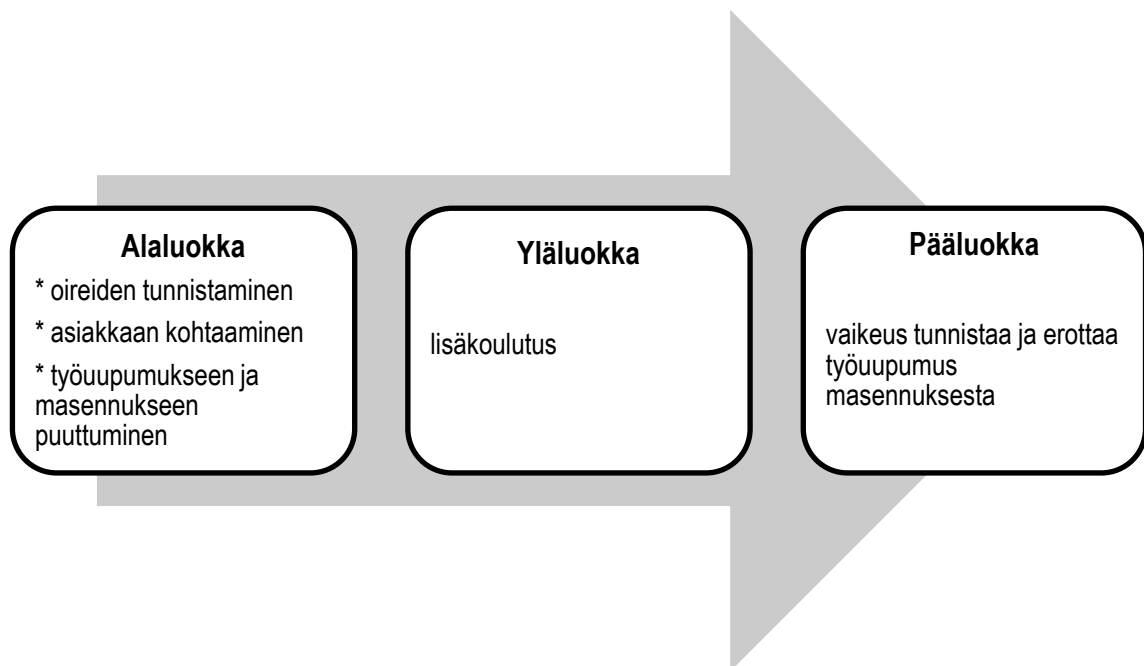 Alaluokka
* oireiden tunnistaminen
* asiakkaan kohtaaminen
* työuupumukseen ja
masennukseen
puuttuminen
Yläluokka
lisäkoulutus
Pääluokka
vaikeus tunnistaa ja erottaa
työuupumus
masennuksesta